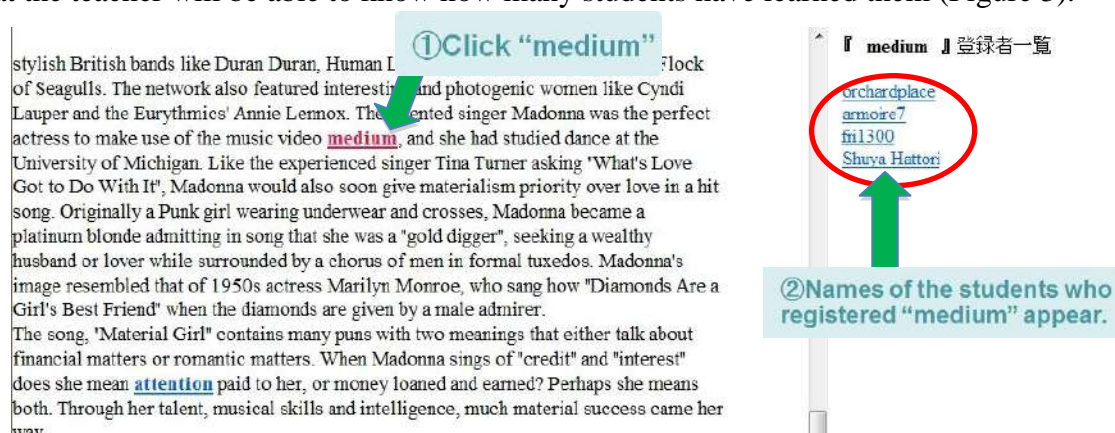 the teacher will be able to know how many students have learned them (Figure 3).
①Click “medium”
stylish British bands like Duran Duran, Human L Flock
of Seagulls. The network also featured interesti nd photogenic women like Cyndi
Lauper and the Eurythmics' Annie Lennox. The ented singer Madonna was the perfect
actress to make use of the music video medium, and she had studied dance at the
University of Michigan. Like the experienced singer Tina Turner asking "What's Love
Got to Do With It", Madonna would also soon give materialism priority over love in a hit
song. Originally a Punk girl wearing underwear and crosses, Madonna became a
platinum blonde admitting in song that she was a "gold digger", seeking a wealthy
husband or lover while surrounded by a chorus of men in formal tuxedos. Madonna's
image resembled that of 1950s actress Marilyn Monroe, who sang how "Diamonds Are a
Girl's Best Friend" when the diamonds are given by a male admirer.
The song, "Material Girl" contains many puns with two meanings that either talk about
financial matters or romantic matters. When Madonna sings of "credit" and "interest"
does she mean attention paid to her, or money loaned and earned? Perhaps she means
both. Through her talent, musical skills and intelligence, much material success came her
way.
『 medium 』登録者一覧
orchardplace
armoire7
fri1300
Shuya Hattori
②Names of the students who
registered “medium” appear.